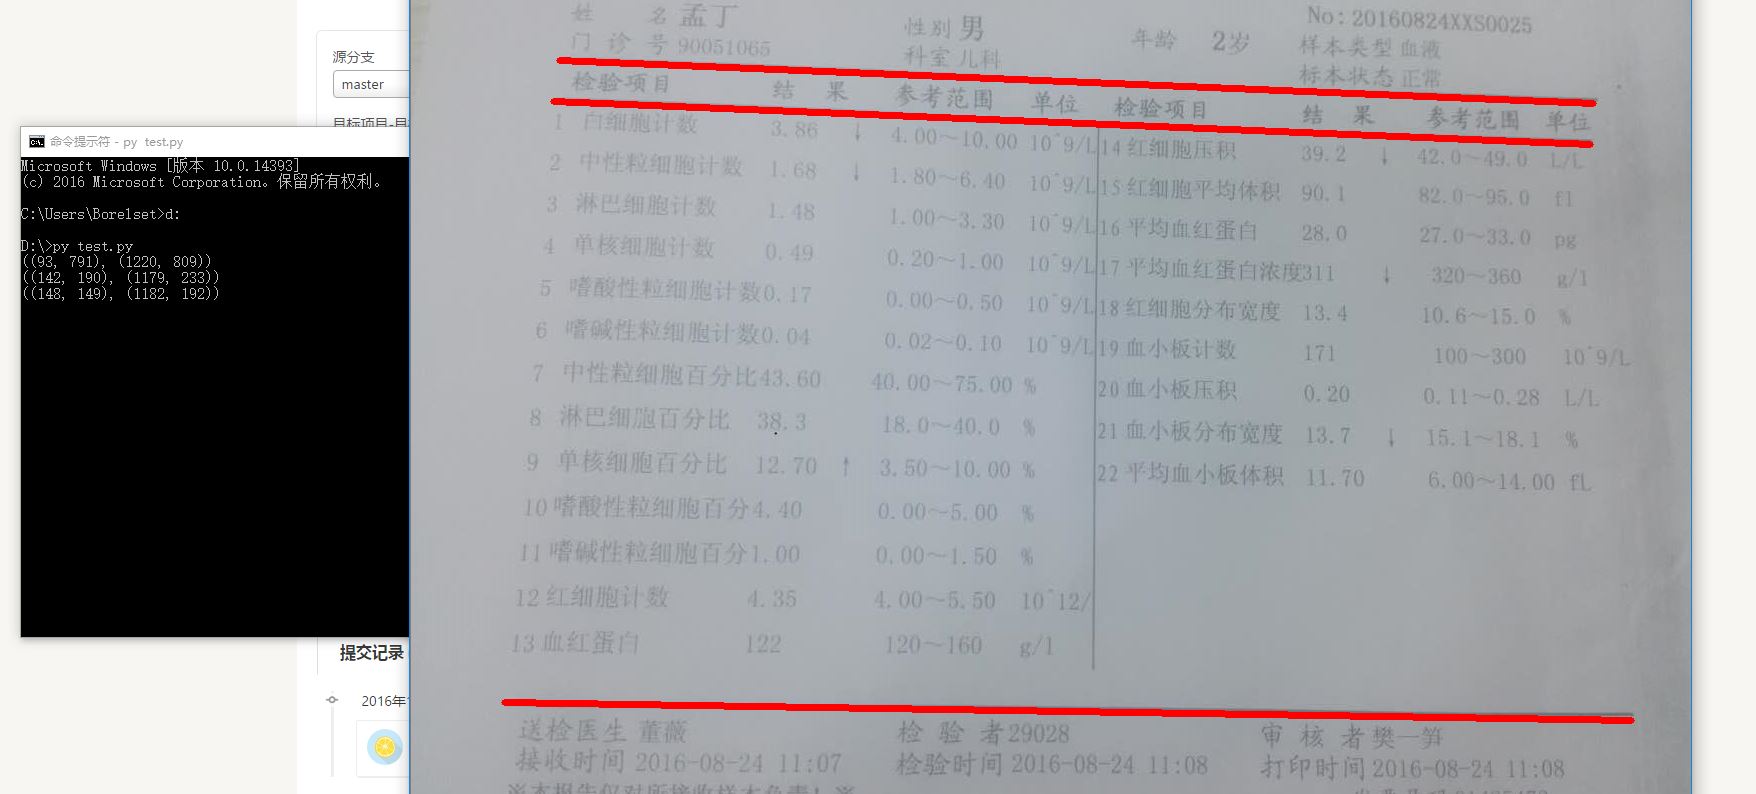 源分支
master
目标项目-目
命令提示符 - py  test.py
Microsoft Windows [版本 10.0.14393]
(c) 2016 Microsoft Corporation。保留所有权利。
C:\Users\Borelset>d:
D:\>py test.py
((93, 791), (1220, 809))
((142, 190), (1179, 233))
((148, 149), (1182, 192))
提交记录
2016年
姓 名 孟丁 性别 男 年龄 2岁 No: 20160824XXS0025
门 诊 号 90051065 科室 儿科 样本类型 血液
标本状态 正常
检验项目 结 果 参考范围 单位 检验项目 结 果 参考范围 单位
1 白细胞计数 3.86 ↓ 4.00～10.00 10^9/L 14 红细胞压积 39.2 ↓ 42.0～49.0 L/L
2 中性粒细胞计数 1.68 ↓ 1.80～6.40 10^9/L 15 红细胞平均体积 90.1 82.0～95.0 fl
3 淋巴细胞计数 1.48 1.00～3.30 10^9/L 16 平均血红蛋白 28.0 27.0～33.0 pg
4 单核细胞计数 0.49 0.20～1.00 10^9/L 17 平均血红蛋白浓度 311 ↓ 320～360 g/l
5 嗜酸性粒细胞计数 0.17 0.00～0.50 10^9/L 18 红细胞分布宽度 13.4 10.6～15.0 %
6 嗜碱性粒细胞计数 0.04 0.02～0.10 10^9/L 19 血小板计数 171 100～300 10^9/L
7 中性粒细胞百分比 43.60 40.00～75.00 % 20 血小板压积 0.20 0.11～0.28 L/L
8 淋巴细胞百分比 38.3 18.0～40.0 % 21 血小板分布宽度 13.7 ↓ 15.1～18.1 %
9 单核细胞百分比 12.70 ↑ 3.50～10.00 % 22 平均血小板体积 11.70 6.00～14.00 fL
10 嗜酸性粒细胞百分 4.40 0.00～5.00 %
11 嗜碱性粒细胞百分 1.00 0.00～1.50 %
12 红细胞计数 4.35 4.00～5.50 10^12/
13 血红蛋白 122 120～160 g/l
送检医生 董薇 检 验 者 29028 审 核 者 樊一笋
接收时间 2016-08-24 11:07 检验时间 2016-08-24 11:08 打印时间 2016-08-24 11:08
※本报告仅对所接收样本负责! ※